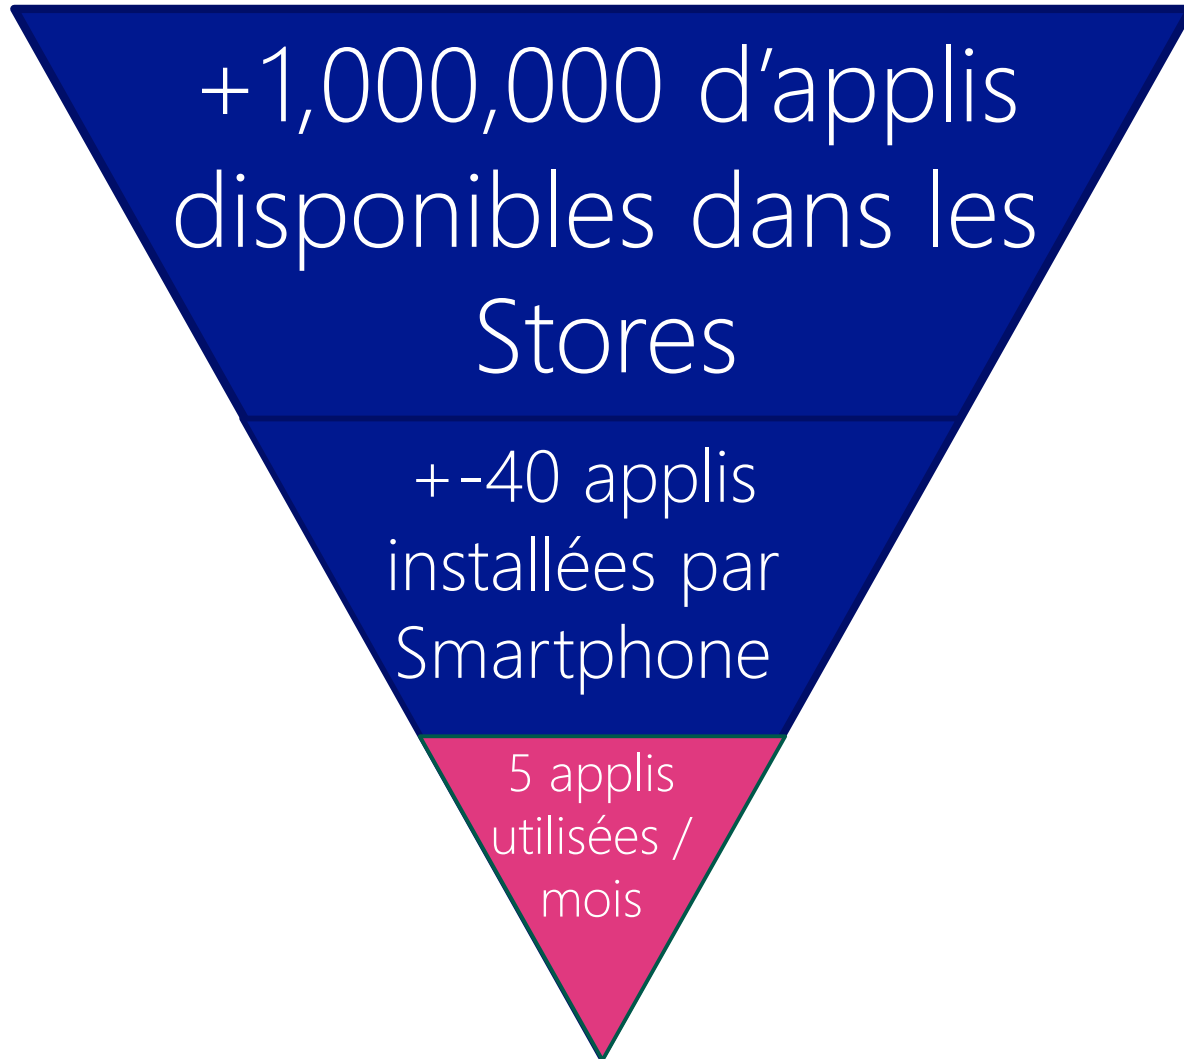 +1,000,000 d’applis
disponibles dans les
Stores
+-40 applis
installées par
Smartphone
5 applis
utilisées /
mois